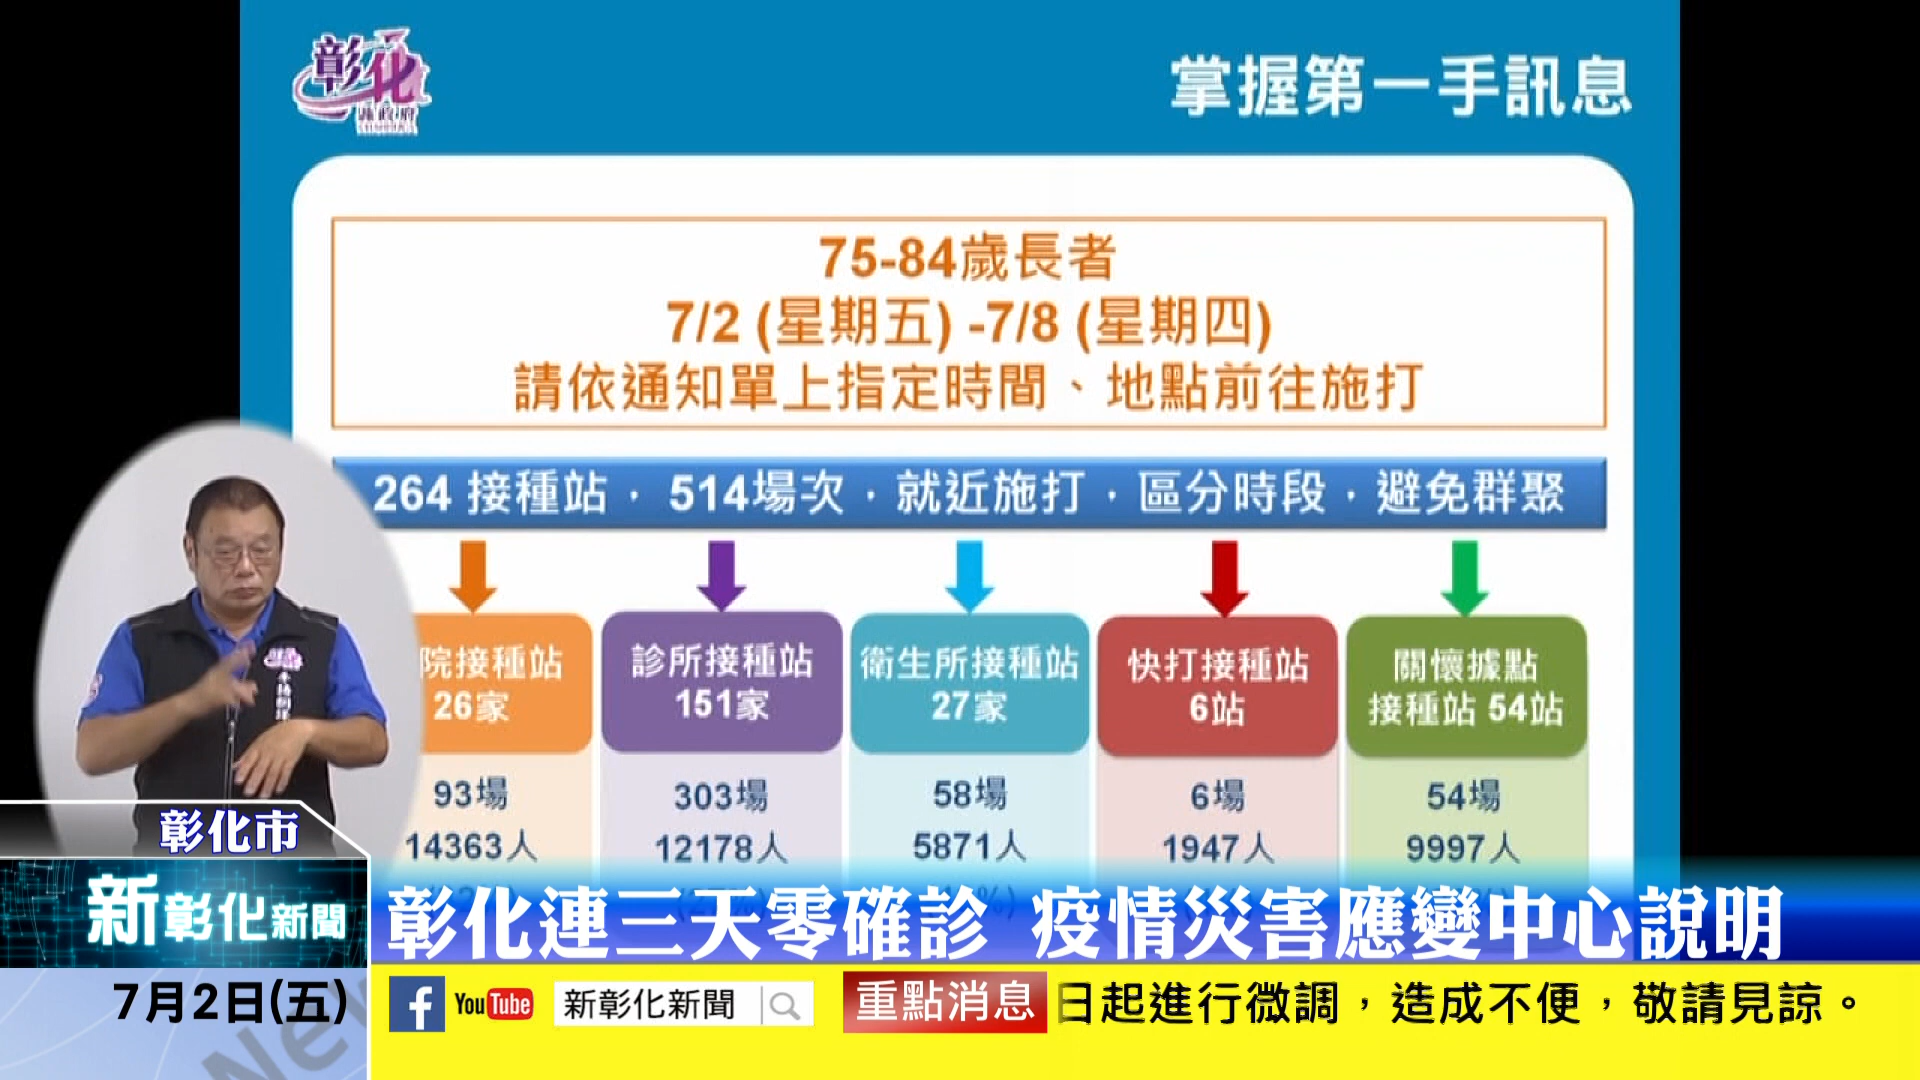 彰化
縣政府
掌握第一手訊息
75-84歲長者
7/2 (星期五) -7/8 (星期四)
請依通知單上指定時間、地點前往施打
264 接種站, 514場次,就近施打,區分時段,避免群聚
院接種站
26家
診所接種站
151家
衛生所接種站
27家
快打接種站
6站
關懷據點
接種站 54站
93場
14363人
303場
12178人
58場
5871人
6場
1947人
54場
9997人
彰化市
新彰化新聞
彰化連三天零確診 疫情災害應變中心說明
7月2日(五)
f
YouTube
新彰化新聞
重點消息
日起進行微調,造成不便,敬請見諒。